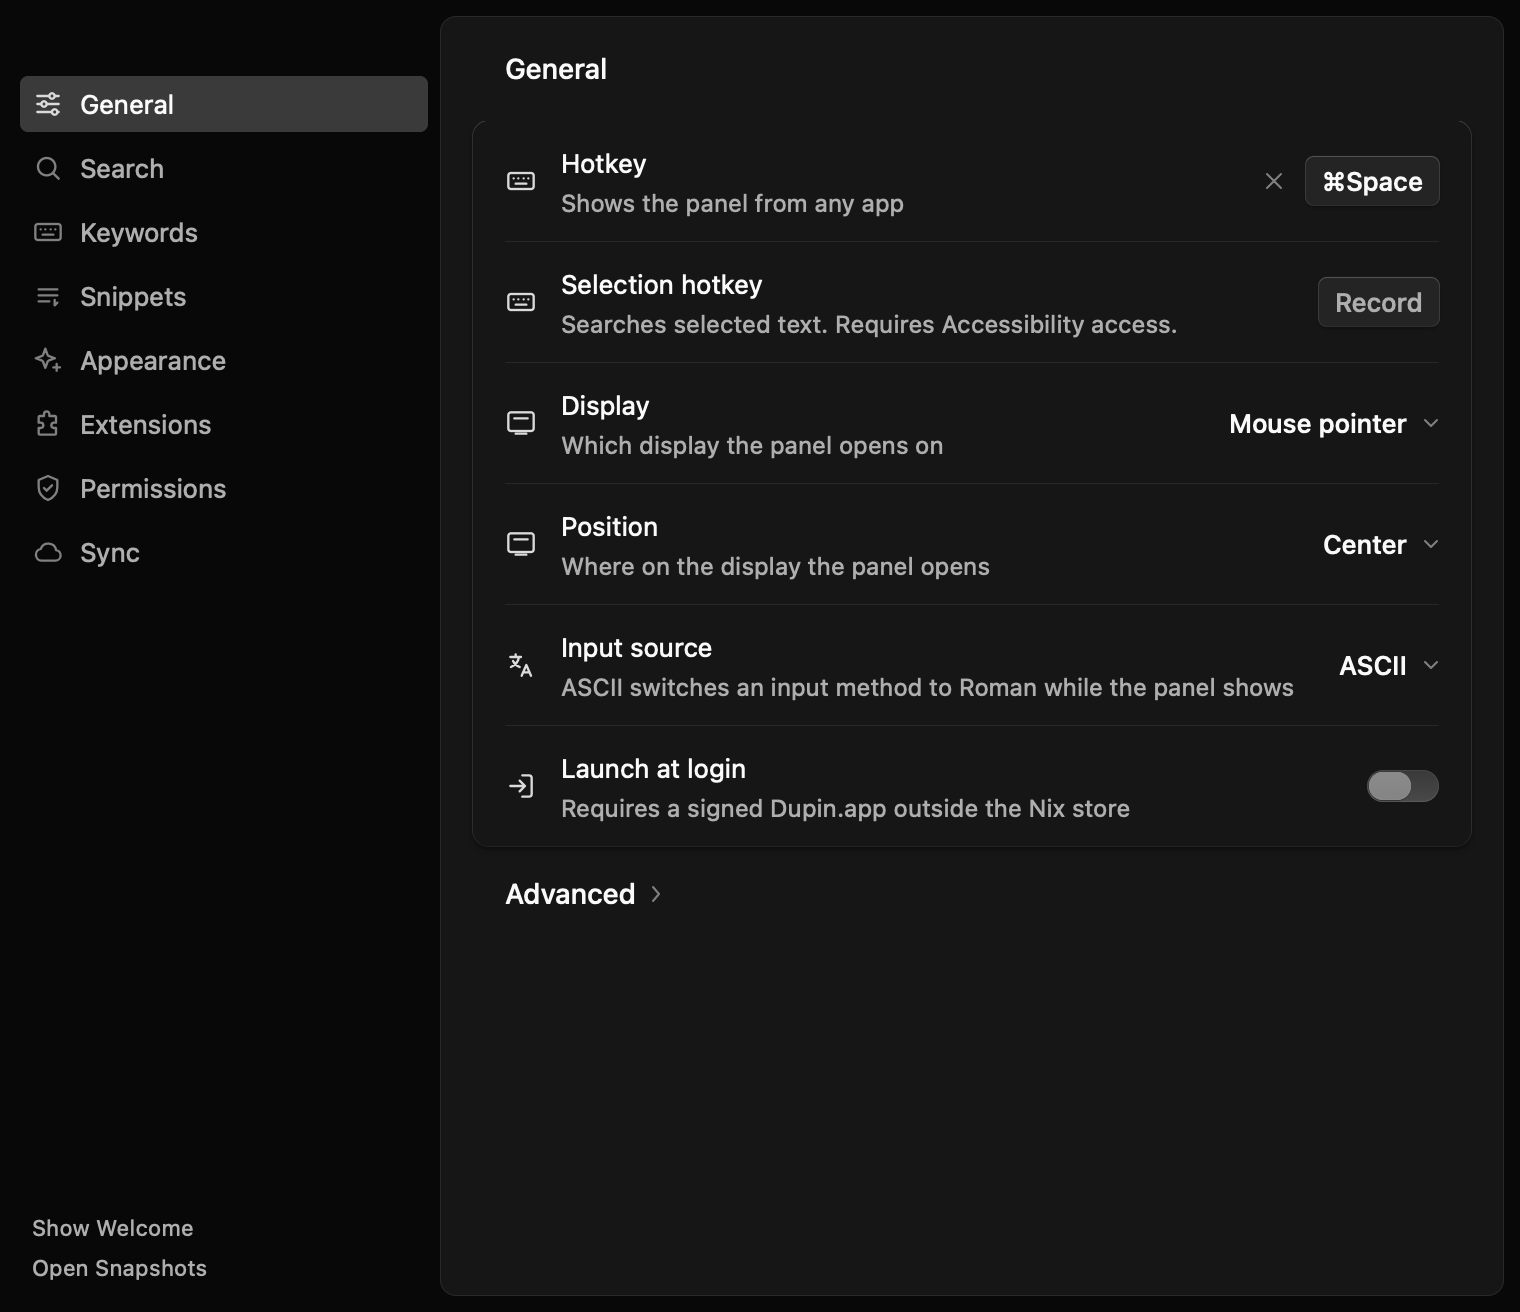 General
Search
Keywords
Snippets
Appearance
Extensions
Permissions
Sync
Show Welcome
Open Snapshots
General
Hotkey
Shows the panel from any app
⌘Space
Selection hotkey
Searches selected text. Requires Accessibility access.
Record
Display
Which display the panel opens on
Mouse pointer
Position
Where on the display the panel opens
Center
Input source
ASCII switches an input method to Roman while the panel shows
ASCII
Launch at login
Requires a signed Dupin.app outside the Nix store
Advanced